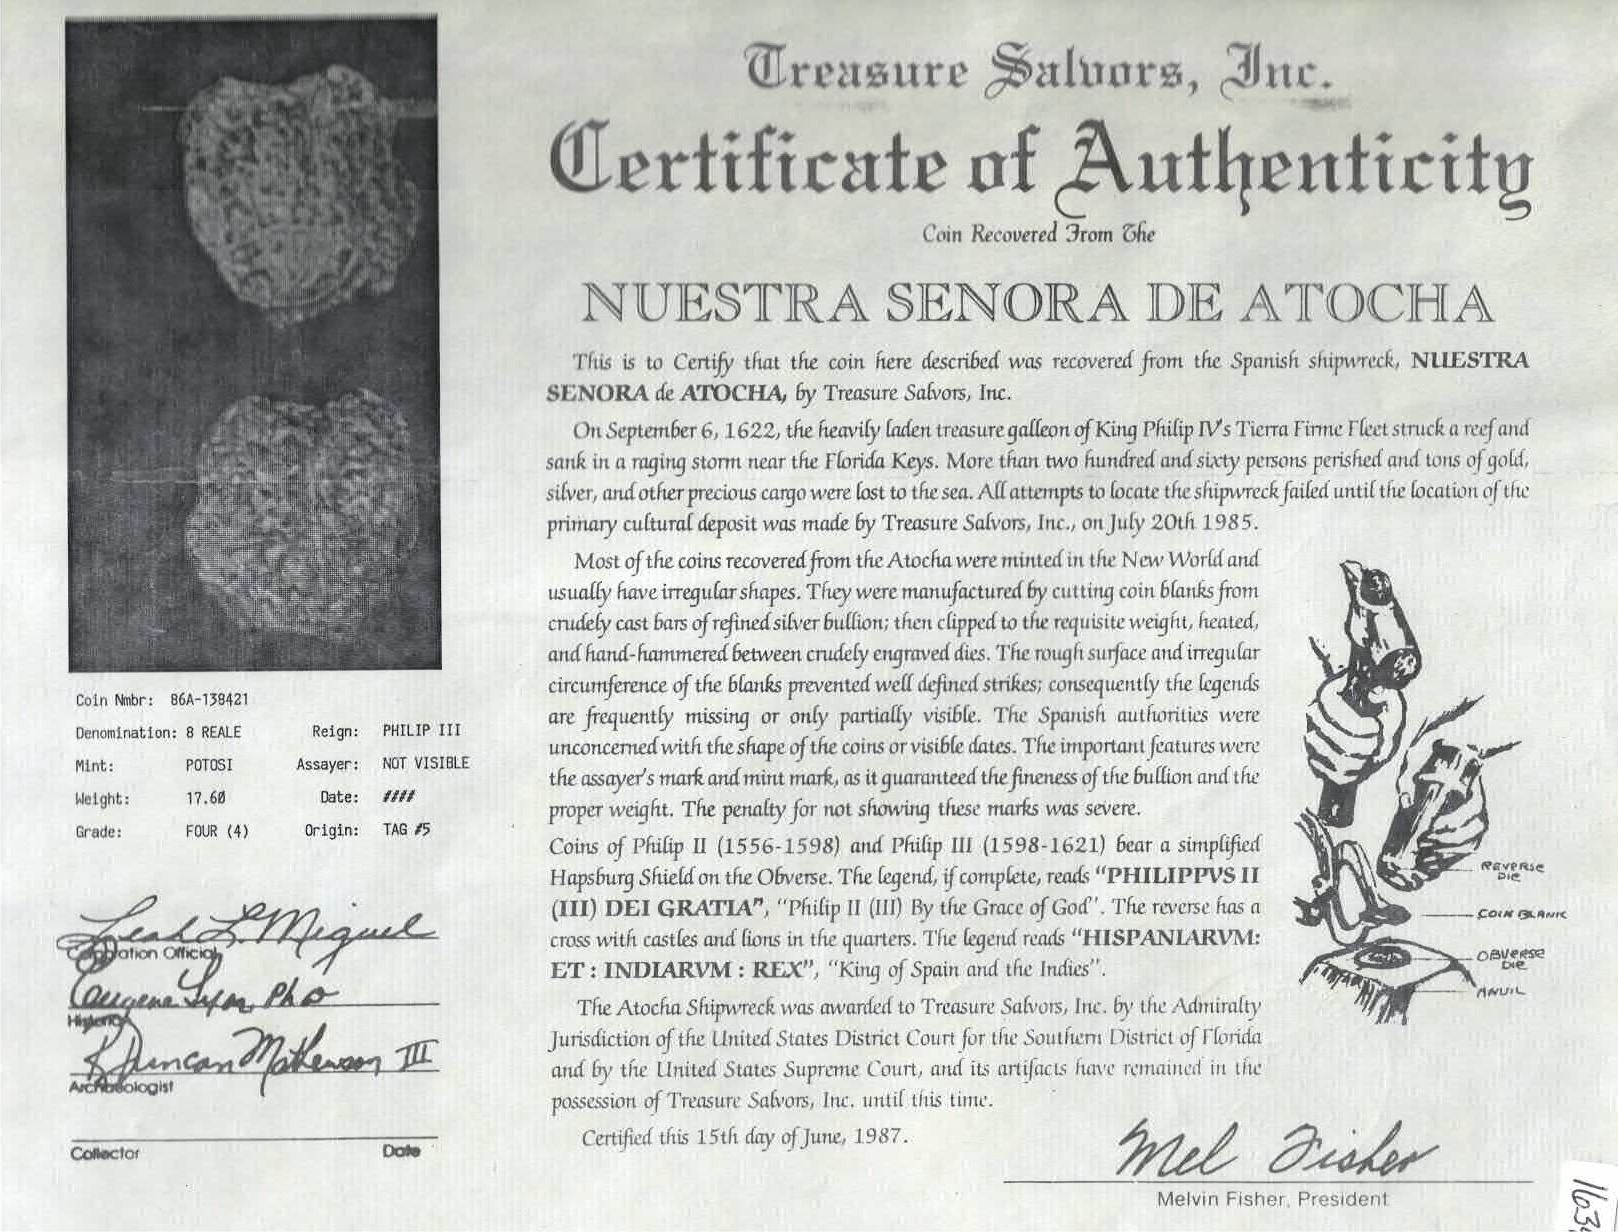 Treasure Salvors, Inc.
Certificate of Authenticity
Coin Recovered From The
NUESTRA SENORA DE ATOCHA
This is to Certify that the coin here described was recovered from the Spanish shipwreck, NUESTRA
SENORA de ATOCHA, by Treasure Salvors, Inc.
On September 6, 1622, the heavily laden treasure galleon of King Philip IV's Tierra Firme Fleet struck a reef and
sank in a raging storm near the Florida Keys. More than two hundred and sixty persons perished and tons of gold,
silver, and other precious cargo were lost to the sea. All attempts to locate the shipwreck failed until the location of the
primary cultural deposit was made by Treasure Salvors, Inc., on July 20th 1985.
Most of the coins recovered from the Atocha were minted in the New World and
usually have irregular shapes. They were manufactured by cutting coin blanks from
crudely cast bars of refined silver bullion; then clipped to the requisite weight, heated,
and hand-hammered between crudely engraved dies. The rough surface and irregular
circumference of the blanks prevented well defined strikes; consequently the legends
are frequently missing or only partially visible. The Spanish authorities were
unconcerned with the shape of the coins or visible dates. The important features were
the assayer's mark and mint mark, as it guaranteed the fineness of the bullion and the
proper weight. The penalty for not showing these marks was severe.
Coins of Philip II (1556-1598) and Philip III (1598-1621) bear a simplified
Hapsburg Shield on the Obverse. The legend, if complete, reads "PHILIPPVS II
(III) DEI GRATIA", "Philip II (III) By the Grace of God". The reverse has a
cross with castles and lions in the quarters. The legend reads "HISPANIARVM:
ET : INDIARVM : REX", "King of Spain and the Indies".
The Atocha Shipwreck was awarded to Treasure Salvors, Inc. by the Admiralty
Jurisdiction of the United States District Court for the Southern District of Florida
and by the United States Supreme Court, and its artifacts have remained in the
possession of Treasure Salvors, Inc. until this time.
Certified this 15th day of June, 1987.
Mel Fisher
Melvin Fisher, President
REVERSE
DIE
COIN BLANK
OBVERSE
DIE
ANVIL
Coin Nmbr: 86A-138421
Denomination: 8 REALE Reign: PHILIP III
Mint: POTOSI Assayer: NOT VISIBLE
Weight: 17.60 Date: ####
Grade: FOUR (4) Origin: TAG #5
Leah L. Miguel
Corporation Official
Eugene Lyon, PhD
Historian
R Duncan Mathewson III
Archaeologist
Collector Date